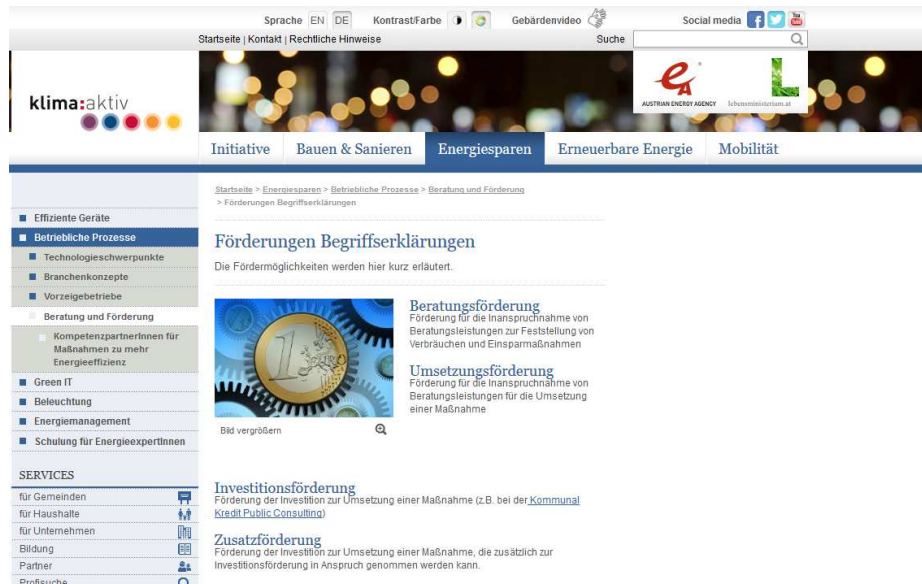 Sprache EN DE Kontrast/Farbe Gebärdenvideo Social media
Startseite | Kontakt | Rechtliche Hinweise Suche
klima:aktiv
AUSTRIAN ENERGY AGENCY lebensministerium.at
Initiative Bauen & Sanieren Energiesparen Erneuerbare Energie Mobilität
Startseite > Energiesparen > Betriebliche Prozesse > Beratung und Förderung
> Förderungen Begriffserklärungen
Effiziente Geräte
Betriebliche Prozesse
Technologieschwerpunkte
Branchenkonzepte
Vorzeigebetriebe
Beratung und Förderung
KompetenzpartnerInnen für
Maßnahmen zu mehr
Energieeffizienz
Green IT
Beleuchtung
Energiemanagement
Schulung für EnergieexpertInnen
SERVICES
für Gemeinden
für Haushalte
für Unternehmen
Bildung
Partner
Profisuche
Förderungen Begriffserklärungen
Die Fördermöglichkeiten werden hier kurz erläutert.
Bild vergrößern
Beratungsförderung
Förderung für die Inanspruchnahme von
Beratungsleistungen zur Feststellung von
Verbräuchen und Einsparmaßnahmen
Umsetzungsförderung
Förderung für die Inanspruchnahme von
Beratungsleistungen für die Umsetzung
einer Maßnahme
Investitionsförderung
Förderung der Investition zur Umsetzung einer Maßnahme (z.B. bei der Kommunal
Kredit Public Consulting)
Zusatzförderung
Förderung der Investition zur Umsetzung einer Maßnahme, die zusätzlich zur
Investitionsförderung in Anspruch genommen werden kann.